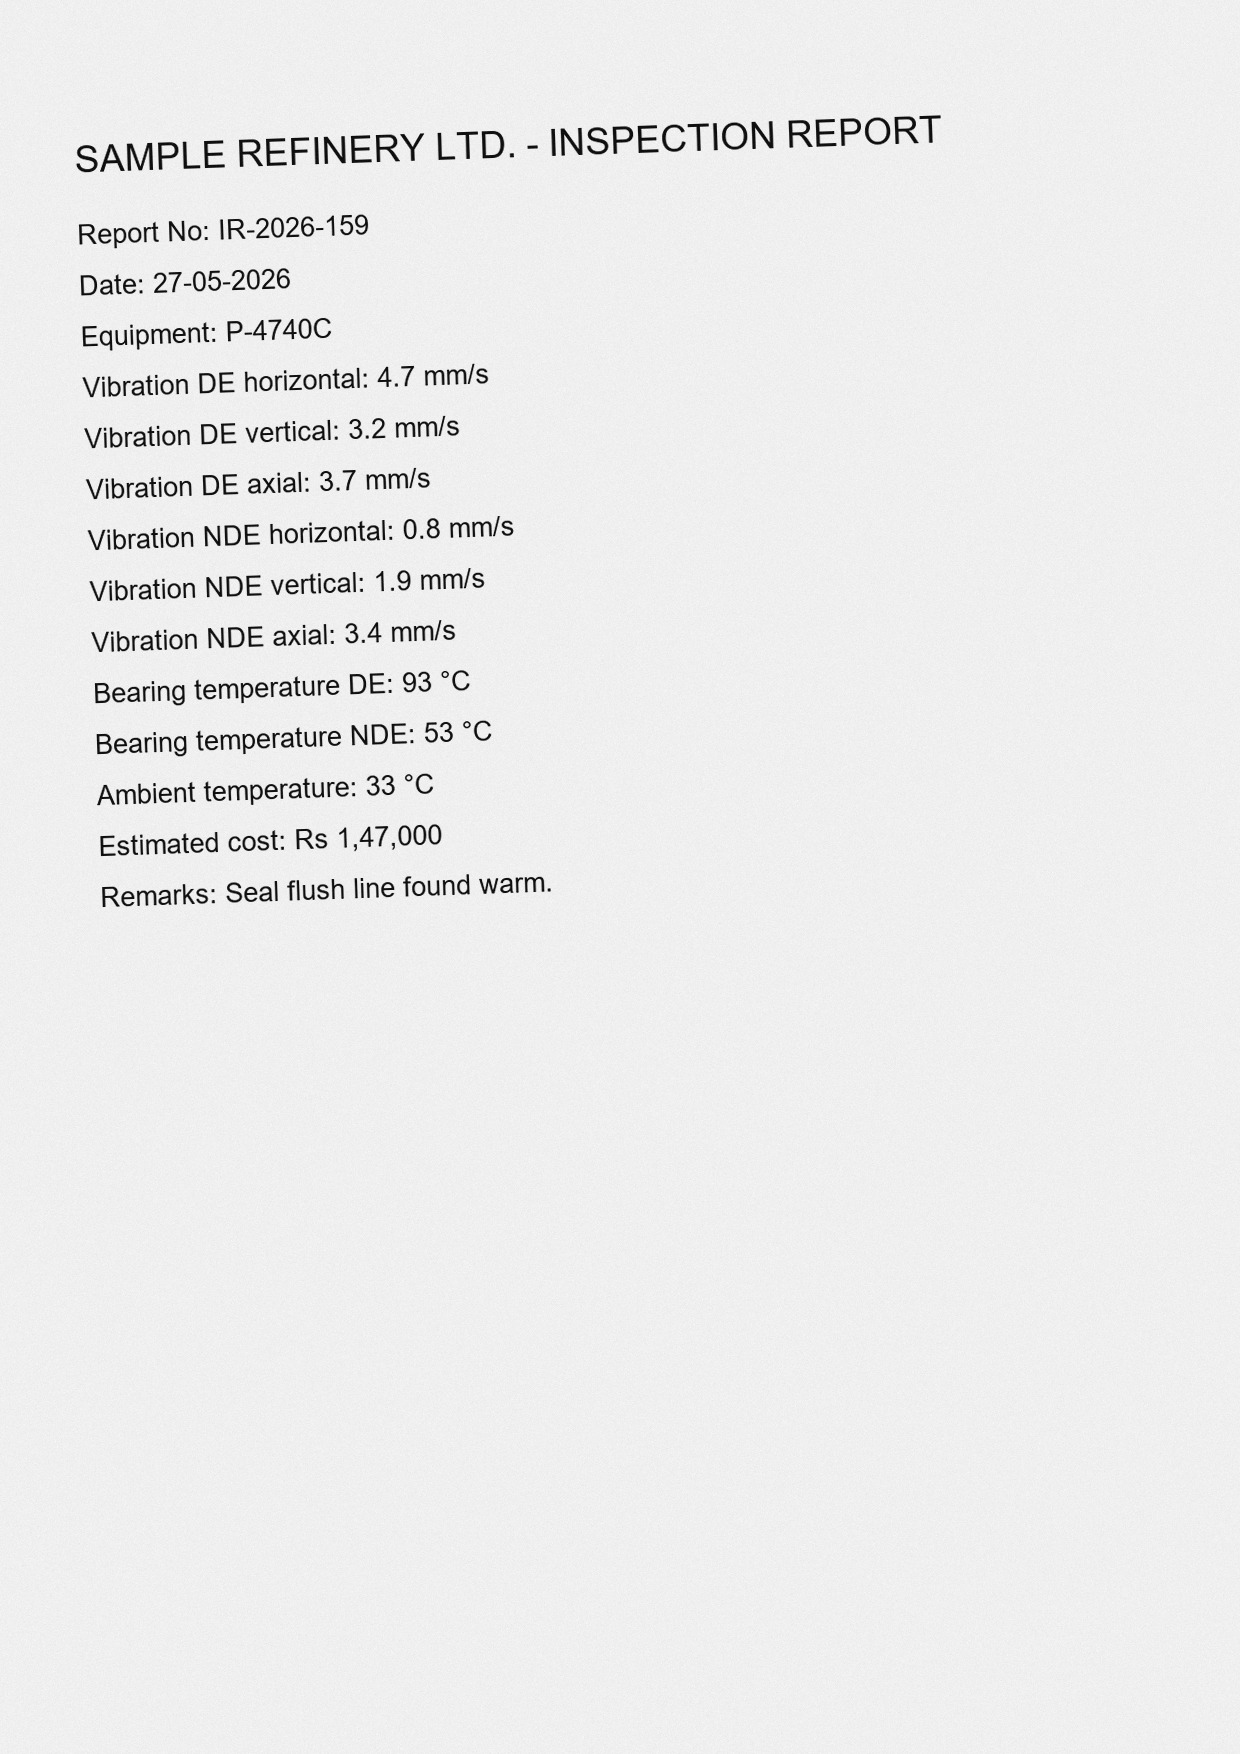 SAMPLE REFINERY LTD. - INSPECTION REPORT
Report No: IR-2026-159
Date: 27-05-2026
Equipment: P-4740C
Vibration DE horizontal: 4.7 mm/s
Vibration DE vertical: 3.2 mm/s
Vibration DE axial: 3.7 mm/s
Vibration NDE horizontal: 0.8 mm/s
Vibration NDE vertical: 1.9 mm/s
Vibration NDE axial: 3.4 mm/s
Bearing temperature DE: 93 °C
Bearing temperature NDE: 53 °C
Ambient temperature: 33 °C
Estimated cost: Rs 1,47,000
Remarks: Seal flush line found warm.